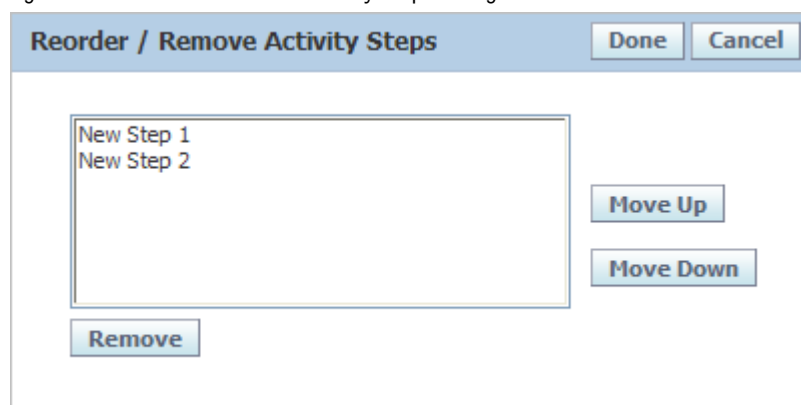 Reorder / Remove Activity Steps
Done
Cancel
New Step 1
New Step 2
Move Up
Move Down
Remove